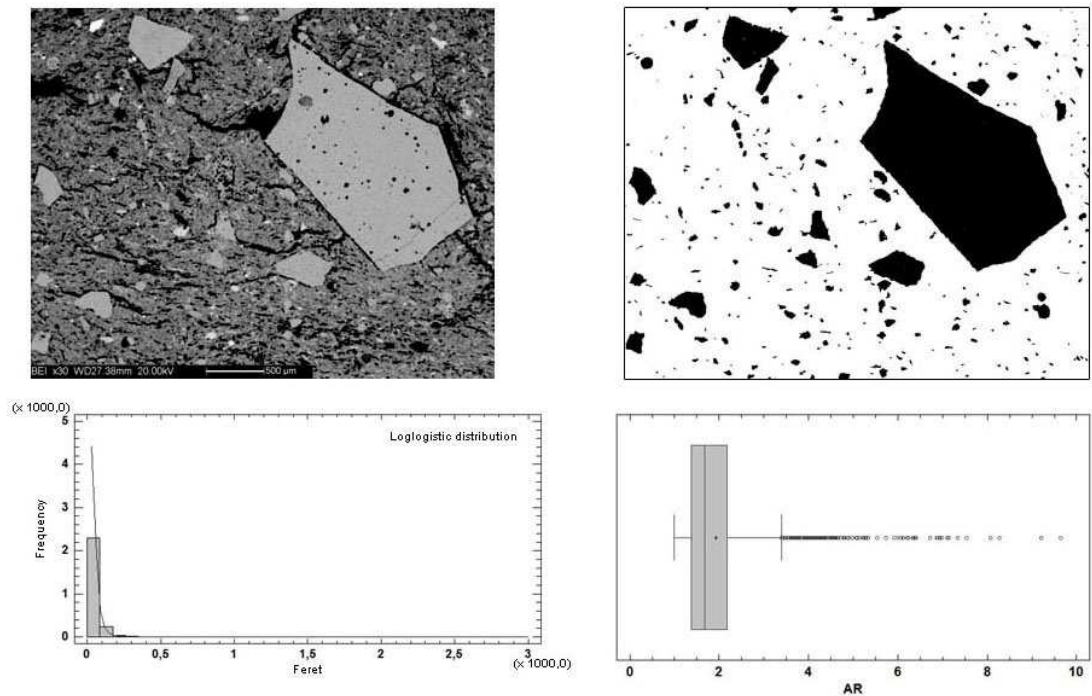 BEI x30 WD27.38mm 20.00kV 500 µm
(x 1000,0)
5
4
3
2
1
0
Frequency
Loglogistic distribution
0 0,5 1 1,5 2 2,5 3
Feret
(x 1000,0)
0 2 4 6 8 10
AR